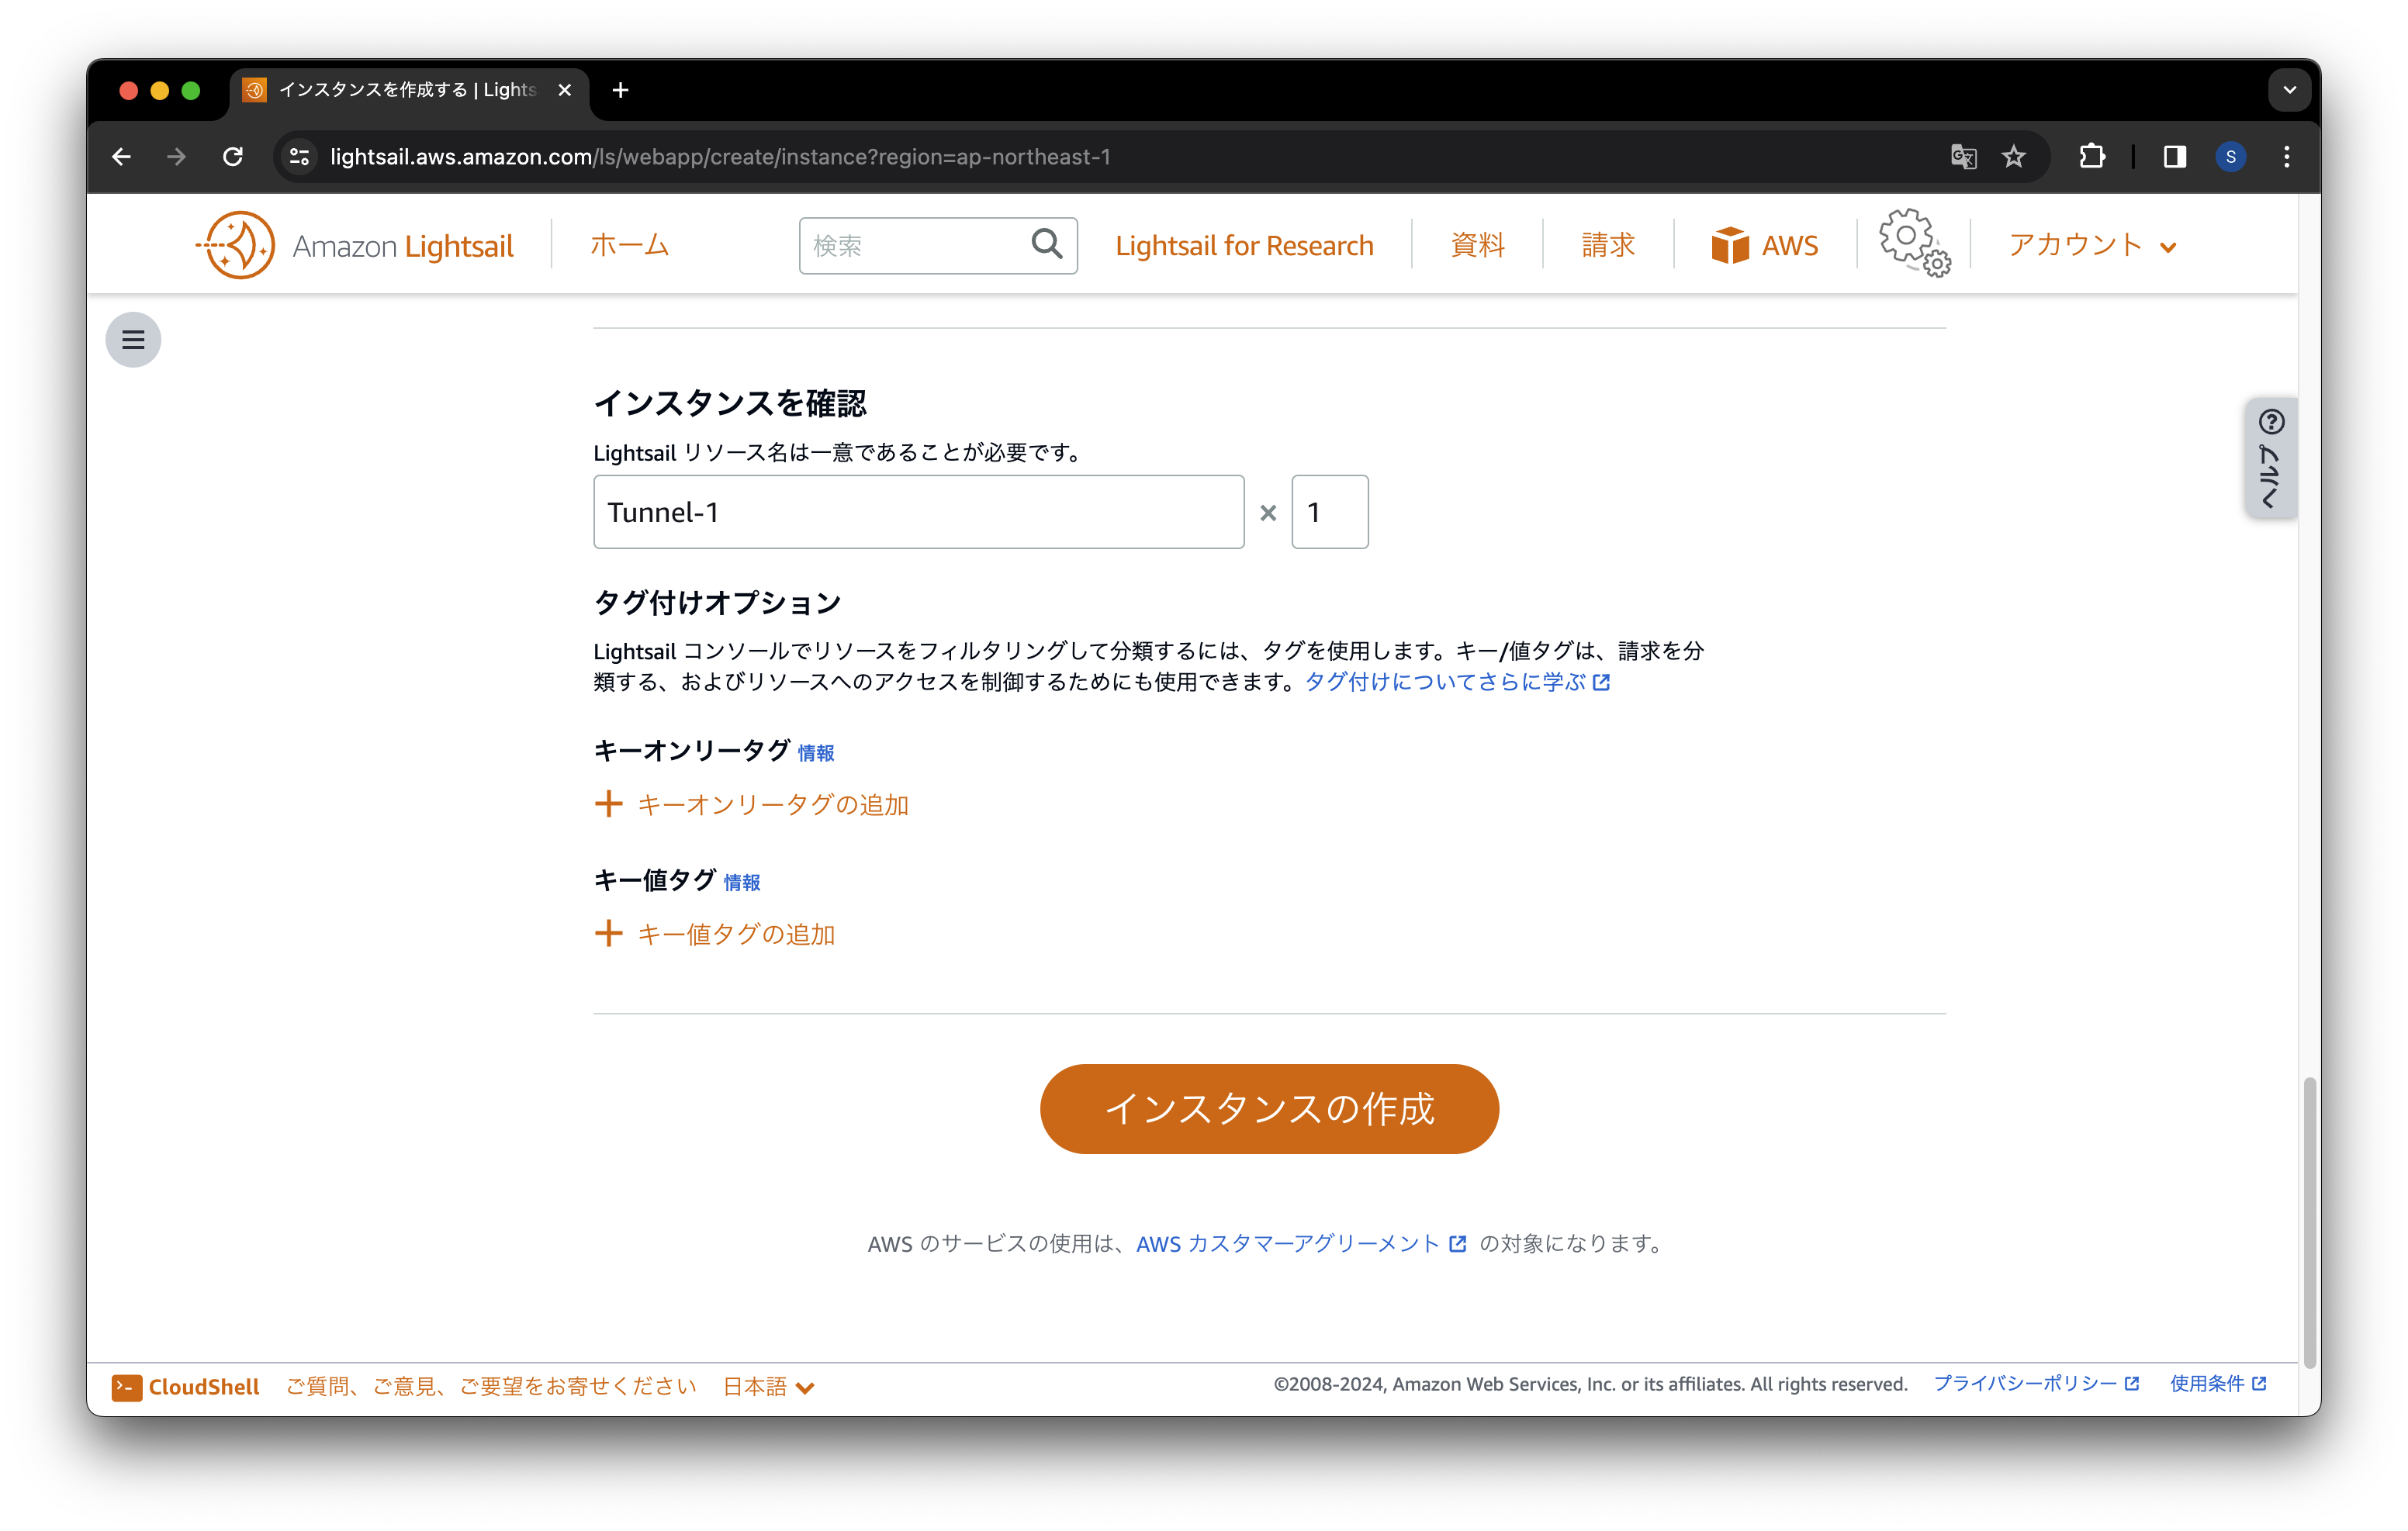 インスタンスを作成する | Lights
lightsail.aws.amazon.com/ls/webapp/create/instance?region=ap-northeast-1
S
Amazon Lightsail
ホーム
検索
Lightsail for Research
資料
請求
AWS
アカウント
ヘルプ
インスタンスを確認
Lightsail リソース名は一意であることが必要です。
Tunnel-1
×
1
タグ付けオプション
Lightsail コンソールでリソースをフィルタリングして分類するには、タグを使用します。キー/値タグは、請求を分
類する、およびリソースへのアクセスを制御するためにも使用できます。タグ付けについてさらに学ぶ
キーオンリータグ 情報
+ キーオンリータグの追加
キー値タグ 情報
+ キー値タグの追加
インスタンスの作成
AWS のサービスの使用は、AWS カスタマーアグリーメント の対象になります。
CloudShell ご質問、ご意見、ご要望をお寄せください 日本語
©2008-2024, Amazon Web Services, Inc. or its affiliates. All rights reserved. プライバシーポリシー 使用条件